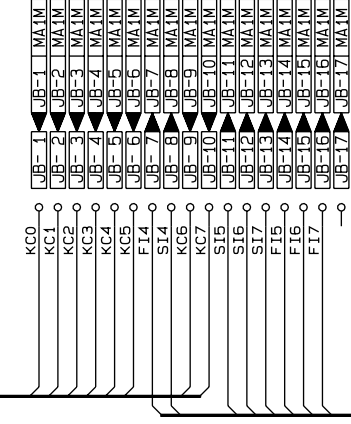 JB-1 MA1M
JB-2 MA1M
JB-3 MA1M
JB-4 MA1M
JB-5 MA1M
JB-6 MA1M
JB-7 MA1M
JB-8 MA1M
JB-9 MA1M
JB-10 MA1M
JB-11 MA1M
JB-12 MA1M
JB-13 MA1M
JB-14 MA1M
JB-15 MA1M
JB-16 MA1M
JB-17 MA1M
JB- 1
JB- 2
JB- 3
JB- 4
JB- 5
JB- 6
JB- 7
JB- 8
JB- 9
JB-10
JB-11
JB-12
JB-13
JB-14
JB-15
JB-16
JB-17
KC0
KC1
KC2
KC3
KC4
KC5
FI4
SI4
KC6
KC7
SI5
SI6
SI7
FI5
FI6
FI7